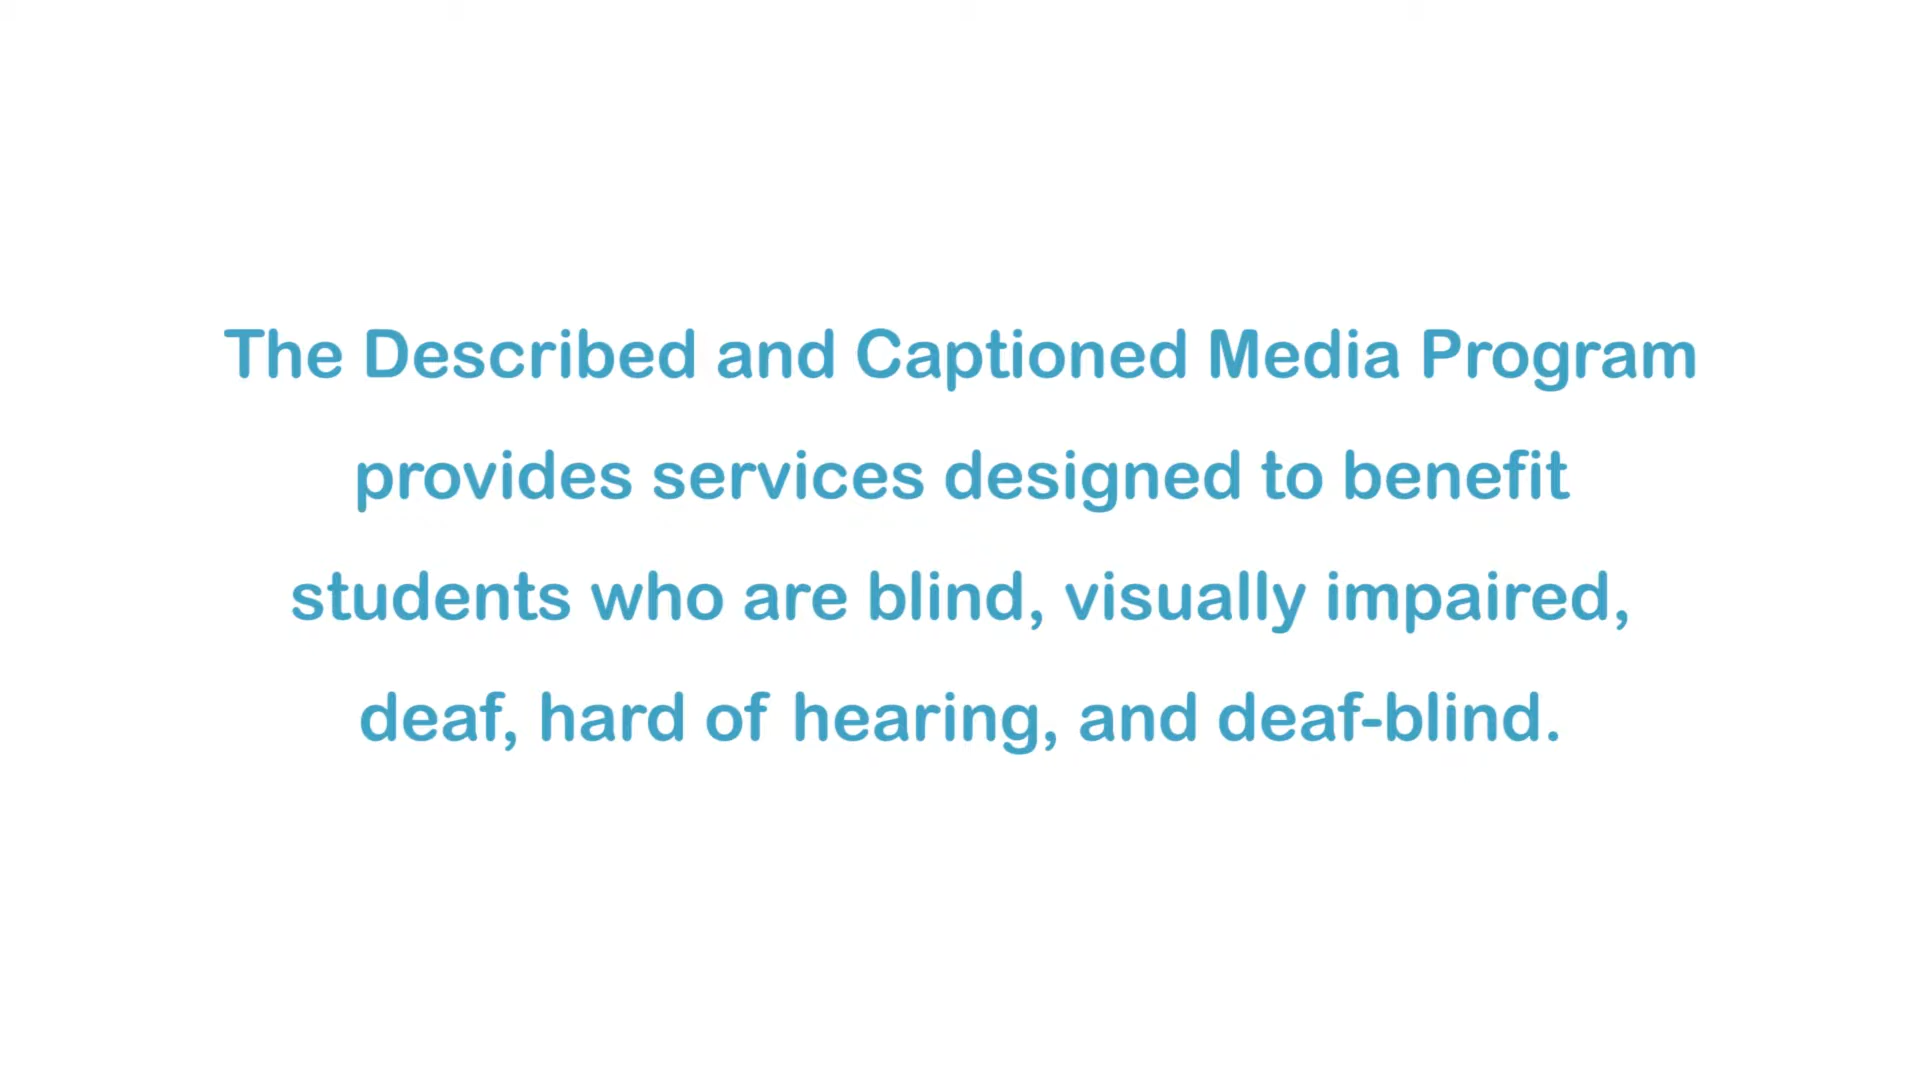 The Described and Captioned Media Program
provides services designed to benefit
students who are blind, visually impaired,
deaf, hard of hearing, and deaf-blind.